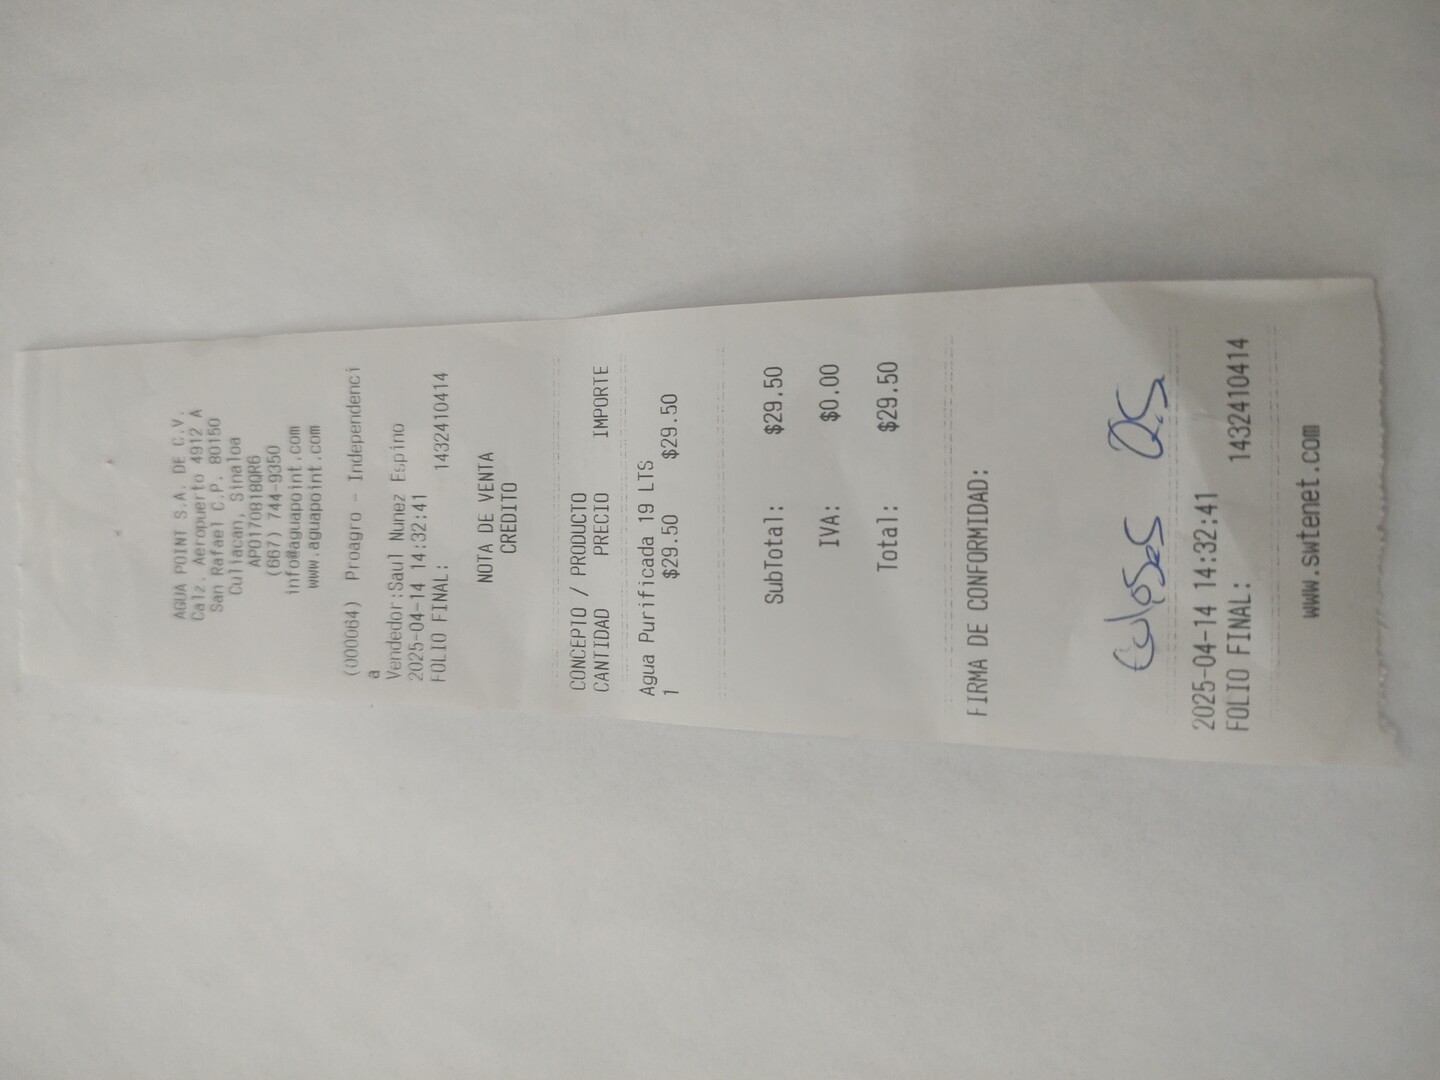 AGUA POINT S.A. DE C.V.
Calz. Aeropuerto 4912 A
San Rafael C.P. 80150
Culiacan, Sinaloa
APO170818QR6
(667) 744-9350
info@aguapoint.com
www.aguapoint.com
(000064) Proagro - Independenci
a
Vendedor:Saul Nunez Espino
2025-04-14 14:32:41
FOLIO FINAL: 1432410414
NOTA DE VENTA
CREDITO
CONCEPTO / PRODUCTO
CANTIDAD PRECIO IMPORTE
Agua Purificada 19 LTS
1 $29.50 $29.50
SubTotal: $29.50
IVA: $0.00
Total: $29.50
FIRMA DE CONFORMIDAD:
2025-04-14 14:32:41
FOLIO FINAL: 1432410414
www.swtenet.com